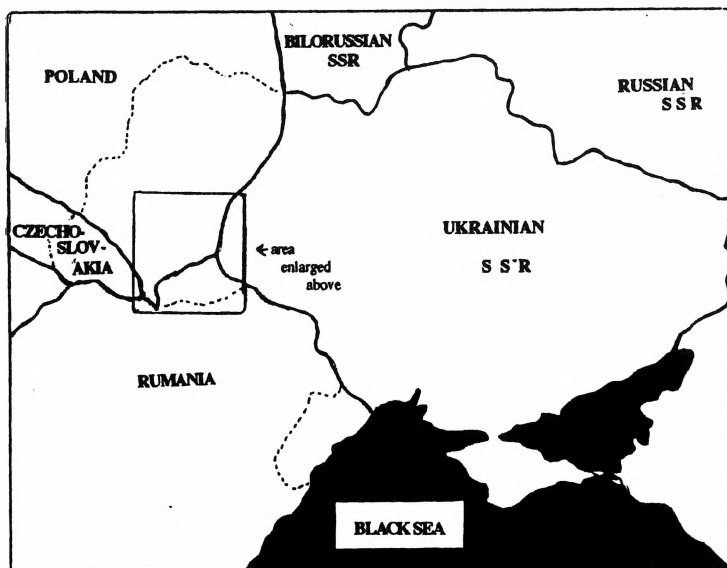 BILORUSSIAN
SSR
POLAND
RUSSIAN
S S R
CZECHO-
SLOV-
AKIA
← area
enlarged
above
UKRAINIAN
S S R
RUMANIA
BLACK SEA